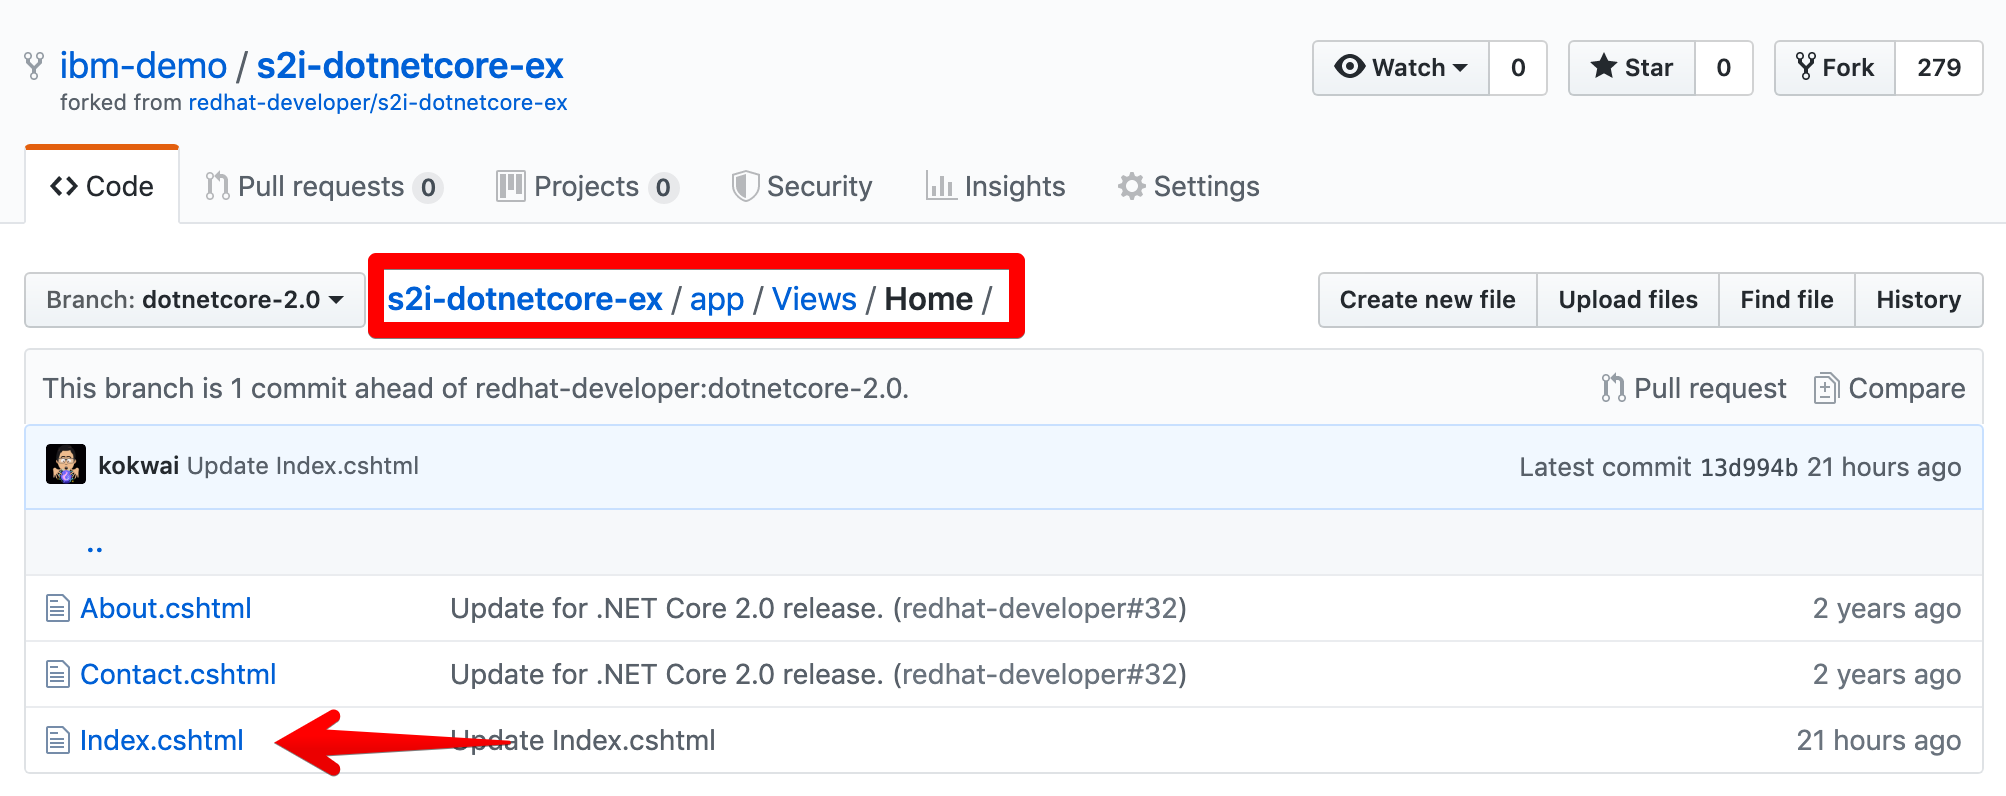 ibm-demo / s2i-dotnetcore-ex
forked from redhat-developer/s2i-dotnetcore-ex
Watch 0 Star 0 Fork 279
Code Pull requests 0 Projects 0 Security Insights Settings
Branch: dotnetcore-2.0 s2i-dotnetcore-ex / app / Views / Home / Create new file Upload files Find file History
This branch is 1 commit ahead of redhat-developer:dotnetcore-2.0. Pull request Compare
kokwai Update Index.cshtml Latest commit 13d994b 21 hours ago
..
About.cshtml Update for .NET Core 2.0 release. (redhat-developer#32) 2 years ago
Contact.cshtml Update for .NET Core 2.0 release. (redhat-developer#32) 2 years ago
Index.cshtml Update Index.cshtml 21 hours ago